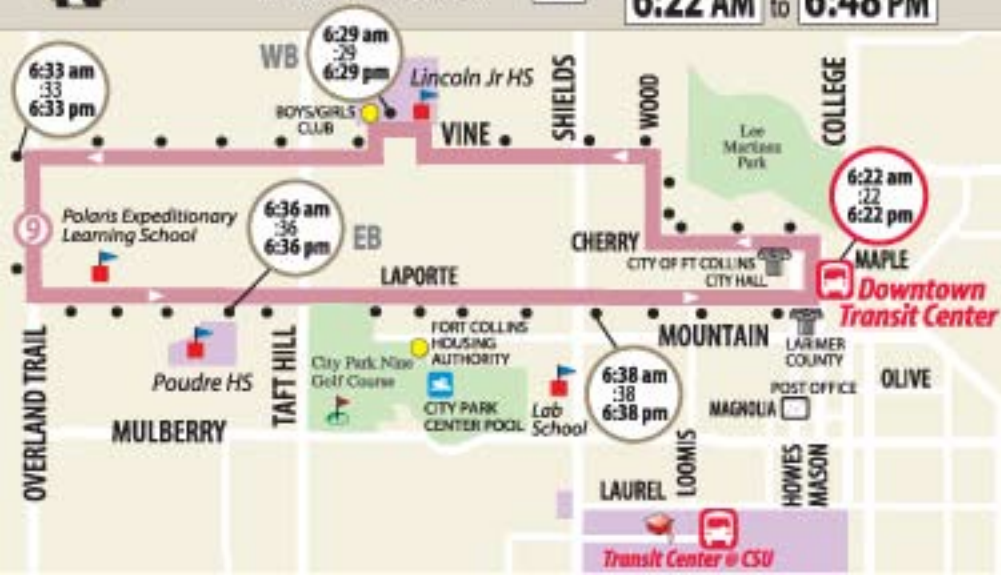 6:22 AM to 6:48 PM
WB
6:29 am
:29
6:29 pm
6:33 am
:33
6:33 pm
Lincoln Jr HS
BOYS/GIRLS
CLUB
VINE
SHIELDS
WOOD
COLLEGE
Lee
Martinez
Park
6:22 am
:22
6:22 pm
9
Polaris Expeditionary
Learning School
6:36 am
:36
6:36 pm
EB
CHERRY
CITY OF FT COLLINS
CITY HALL
MAPLE
LAPORTE
Downtown
Transit Center
OVERLAND TRAIL
Poudre HS
TAFT HILL
MULBERRY
City Park Nine
Golf Course
FORT COLLINS
HOUSING
AUTHORITY
CITY PARK
CENTER POOL
Lab
School
6:38 am
:38
6:38 pm
MOUNTAIN
LARIMER
COUNTY
OLIVE
POST OFFICE
MAGNOLIA
LAUREL
LOOMIS
HOWES
MASON
Transit Center @ CSU